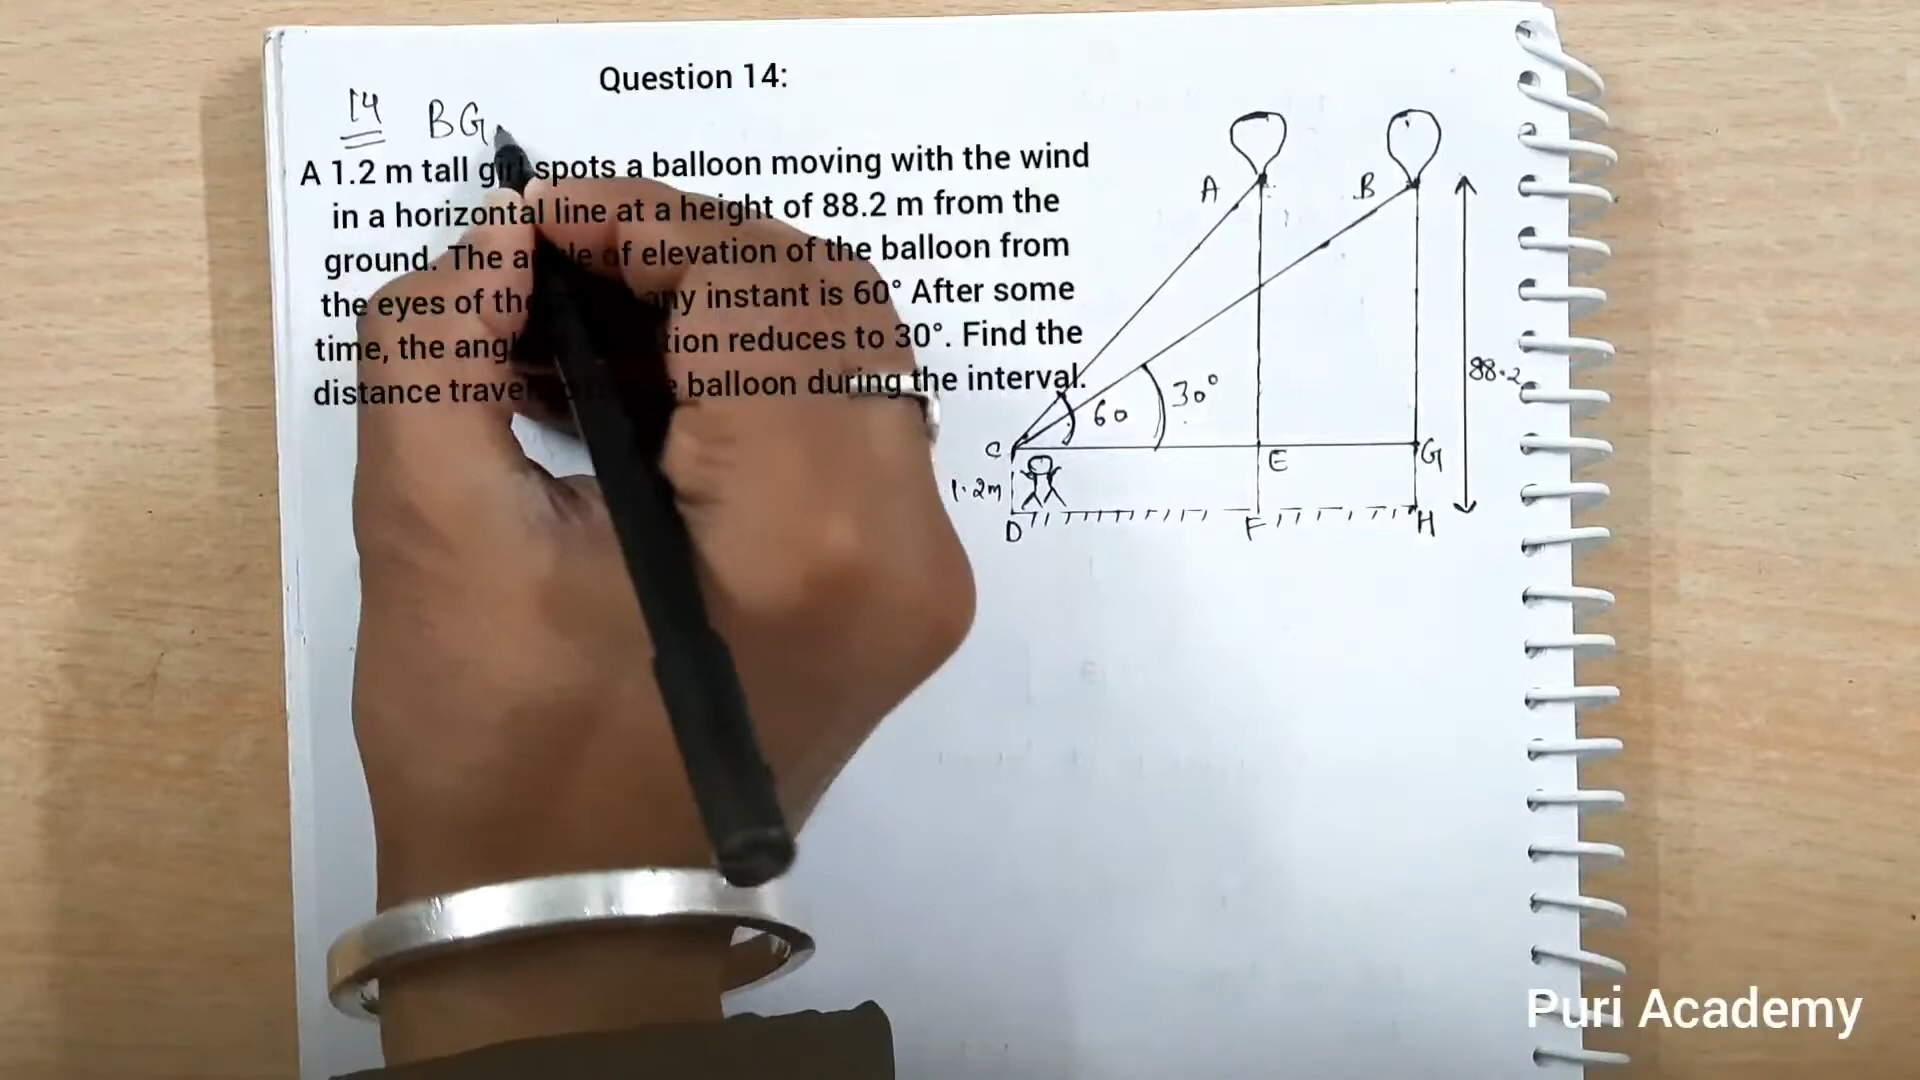 Question 14:
14 BG
A 1.2 m tall girl spots a balloon moving with the wind
in a horizontal line at a height of 88.2 m from the
ground. The angle of elevation of the balloon from
the eyes of the any instant is 60° After some
time, the reduces to 30°. Find the
distance balloon during the interval.
A B
88.2
60 30°
C E G
1.2m
D F H
Puri Academy